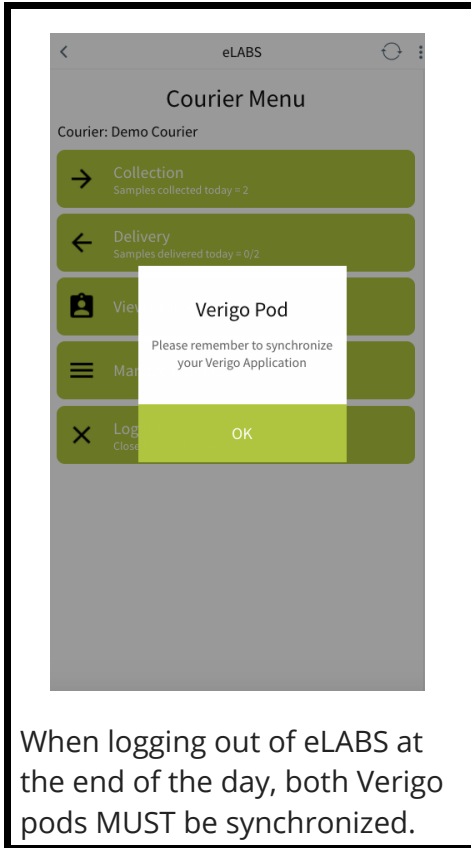 eLABS
Courier Menu
Courier: Demo Courier
Collection
Samples collected today = 2
Delivery
Samples delivered today = 0/2
Verigo Pod
Please remember to synchronize
your Verigo Application
OK
When logging out of eLABS at
the end of the day, both Verigo
pods MUST be synchronized.